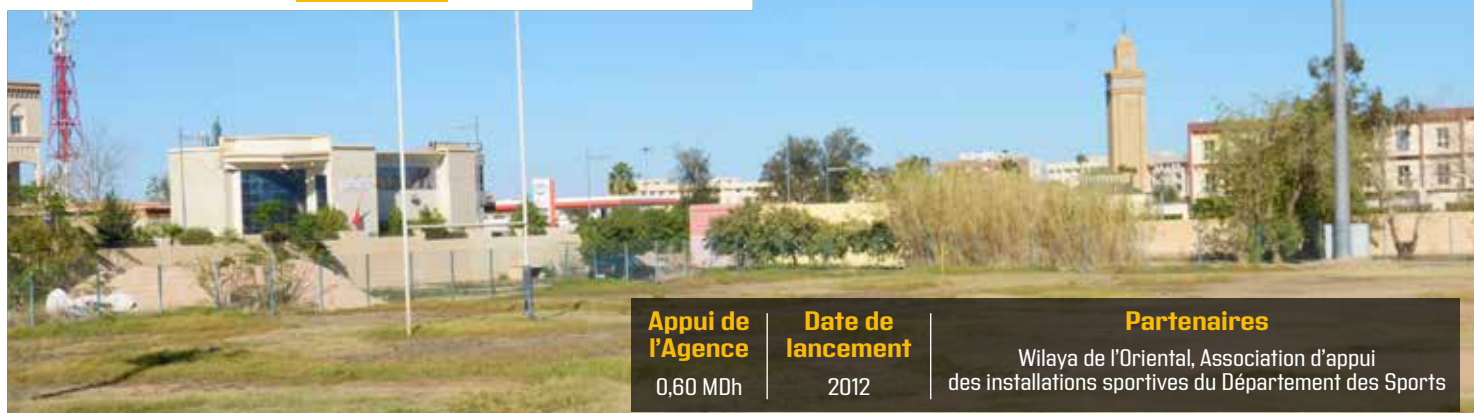 Appui de
l'Agence
0,60 MDh
Date de
lancement
2012
Partenaires
Wilaya de l'Oriental, Association d'appui
des installations sportives du Département des Sports